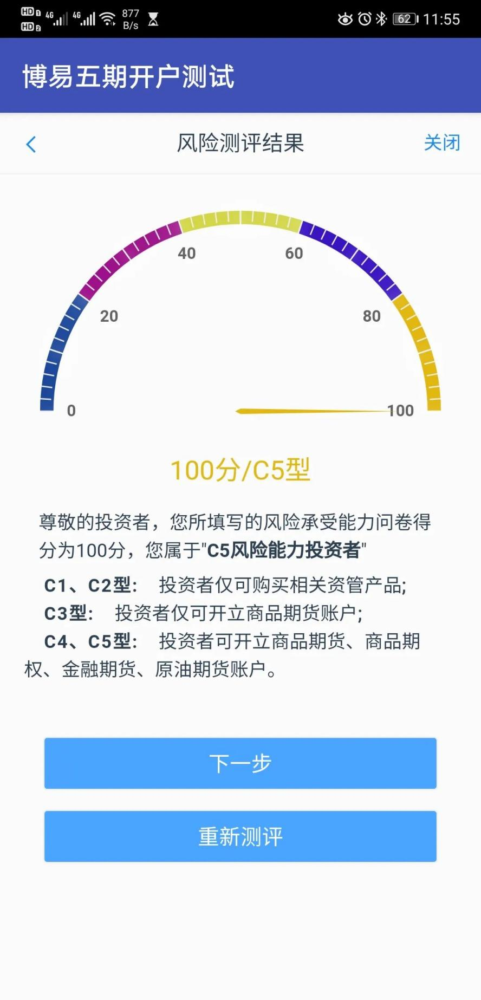 HD 1 4G 4G 877 B/s 62 11:55
HD 2
博易五期开户测试
风险测评结果 关闭
40 60
20 80
0 100
100分/C5型
尊敬的投资者，您所填写的风险承受能力问卷得
分为100分，您属于"C5风险能力投资者"
C1、C2型： 投资者仅可购买相关资管产品;
C3型： 投资者仅可开立商品期货账户;
C4、C5型： 投资者可开立商品期货、商品期
权、金融期货、原油期货账户。
下一步
重新测评